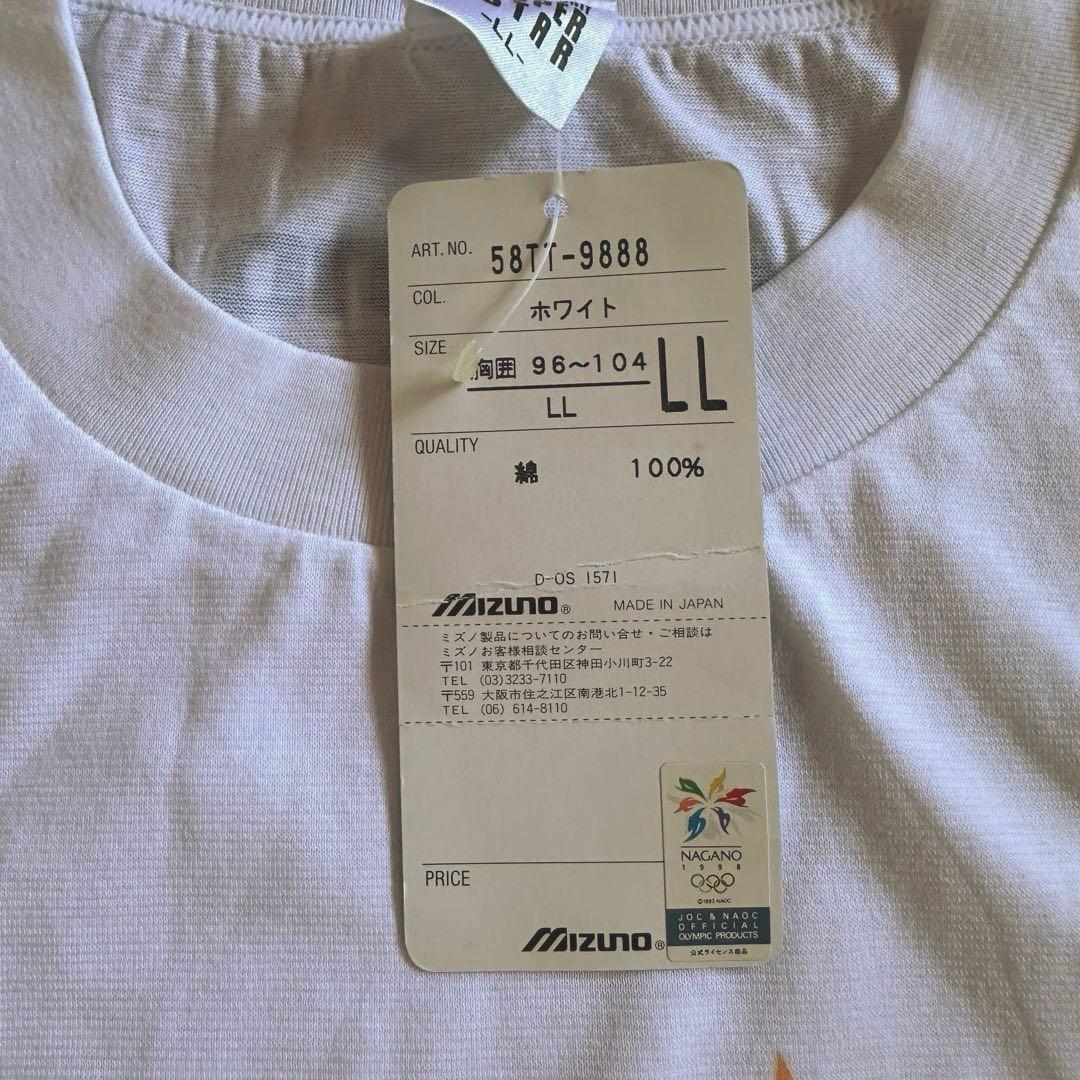 LL
ART. NO. 58TT-9888
COL. ホワイト
SIZE 胸囲 96〜104 LL
LL
QUALITY
綿 100%
D-OS 1571
MIZUNO® MADE IN JAPAN
ミズノ製品についてのお問い合せ・ご相談は
ミズノお客様相談センター
〒101 東京都千代田区神田小川町3-22
TEL (03)3233-7110
〒559 大阪市住之江区南港北1-12-35
TEL (06) 614-8110
NAGANO
1998
©1993 NAOC
PRICE
JOC & NAOC
OFFICIAL
OLYMPIC PRODUCTS
公式ライセンス商品
MIZUNO®